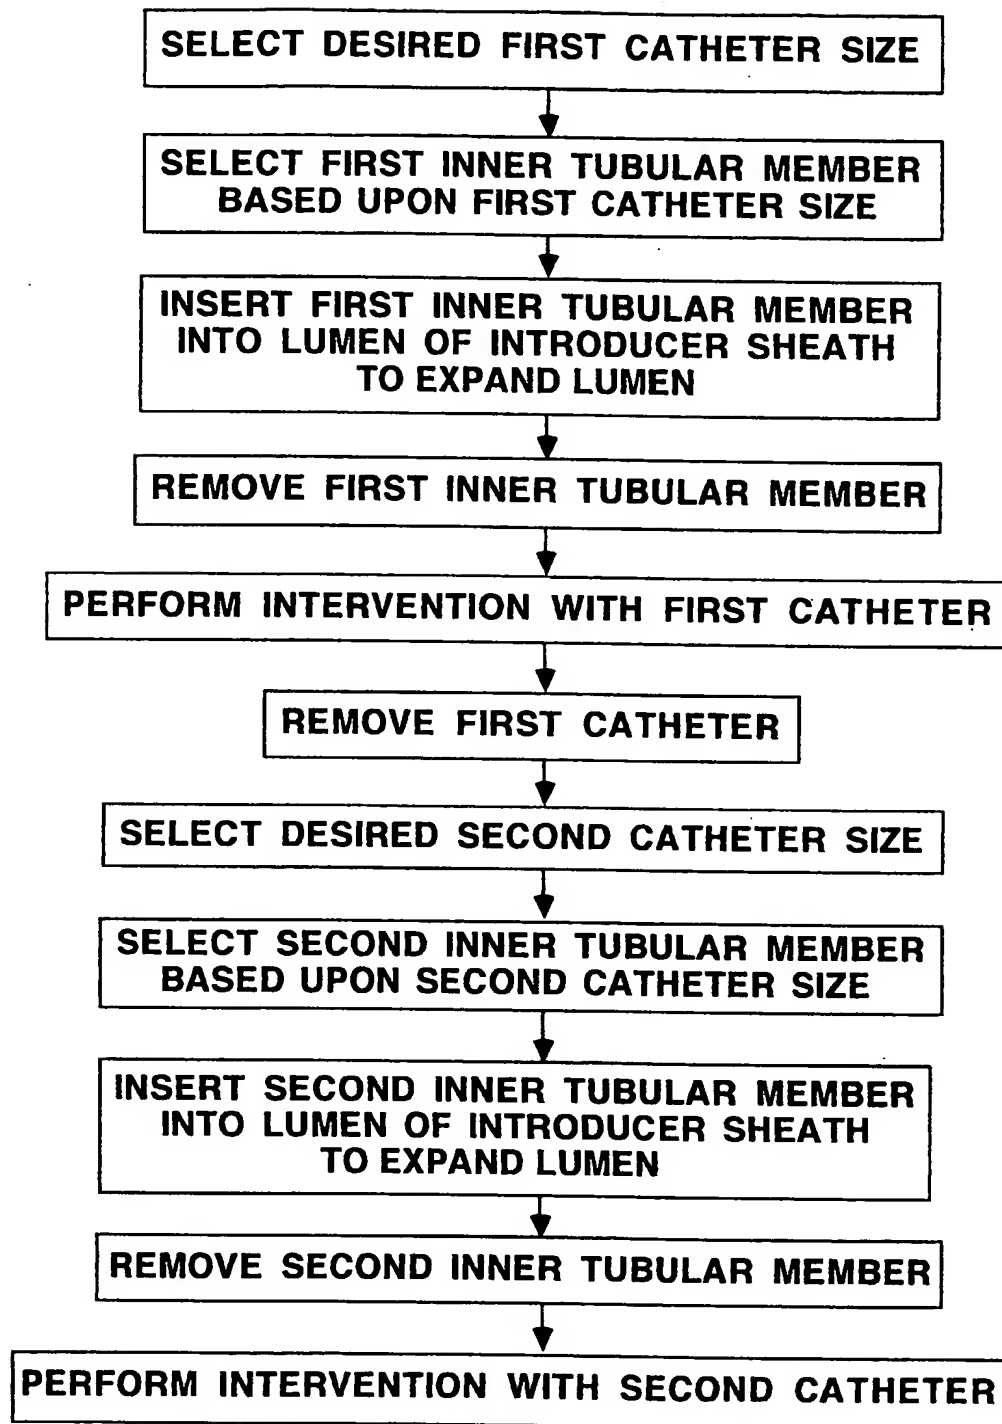 SELECT DESIRED FIRST CATHETER SIZE
SELECT FIRST INNER TUBULAR MEMBER
BASED UPON FIRST CATHETER SIZE
INSERT FIRST INNER TUBULAR MEMBER
INTO LUMEN OF INTRODUCER SHEATH
TO EXPAND LUMEN
REMOVE FIRST INNER TUBULAR MEMBER
PERFORM INTERVENTION WITH FIRST CATHETER
REMOVE FIRST CATHETER
SELECT DESIRED SECOND CATHETER SIZE
SELECT SECOND INNER TUBULAR MEMBER
BASED UPON SECOND CATHETER SIZE
INSERT SECOND INNER TUBULAR MEMBER
INTO LUMEN OF INTRODUCER SHEATH
TO EXPAND LUMEN
REMOVE SECOND INNER TUBULAR MEMBER
PERFORM INTERVENTION WITH SECOND CATHETER